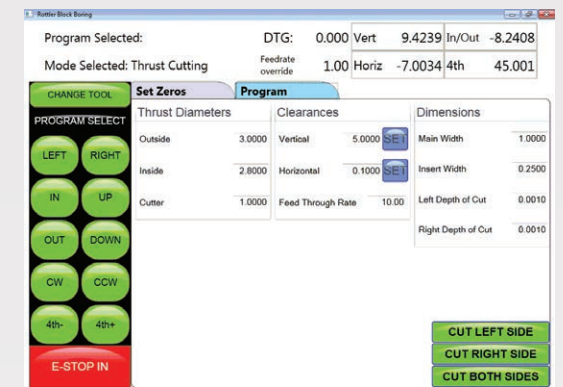 Rottler Block Boring
Program Selected: DTG: 0.000 Vert 9.4239 In/Out -8.2408
Mode Selected: Thrust Cutting Feedrate override 1.00 Horiz -7.0034 4th 45.001
CHANGE TOOL Set Zeros Program
PROGRAM SELECT Thrust Diameters Clearances Dimensions
Outside 3.0000 Vertical 5.0000 SET Main Width 1.0000
LEFT RIGHT
Inside 2.8000 Horizontal 0.1000 SET Insert Width 0.2500
IN UP
Cutter 1.0000 Feed Through Rate 10.00 Left Depth of Cut 0.0010
Right Depth of Cut 0.0010
OUT DOWN
CW CCW
4th- 4th+
CUT LEFT SIDE
CUT RIGHT SIDE
E-STOP IN
CUT BOTH SIDES